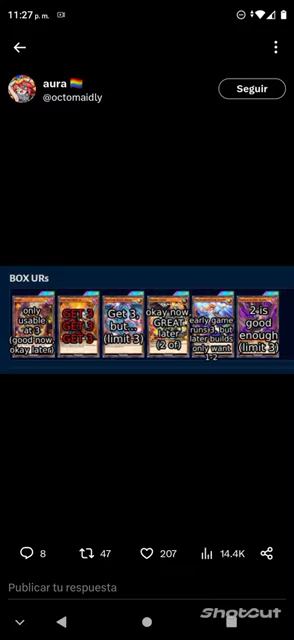 11:27 p. m.
aura 🏳️‍🌈
@octomaidly
Seguir
BOX URs
only
usable
at 3
(good now,
okay later)
GET 3
GET 3
GET 3
Get 3,
but...
(limit 3)
okay now,
GREAT
later
(2 of)
early game
runs 3, but
later builds
only want
1-2
2 is
good
enough
(limit 3)
8
47
207
14.4K
Publicar tu respuesta
SHOTCUT